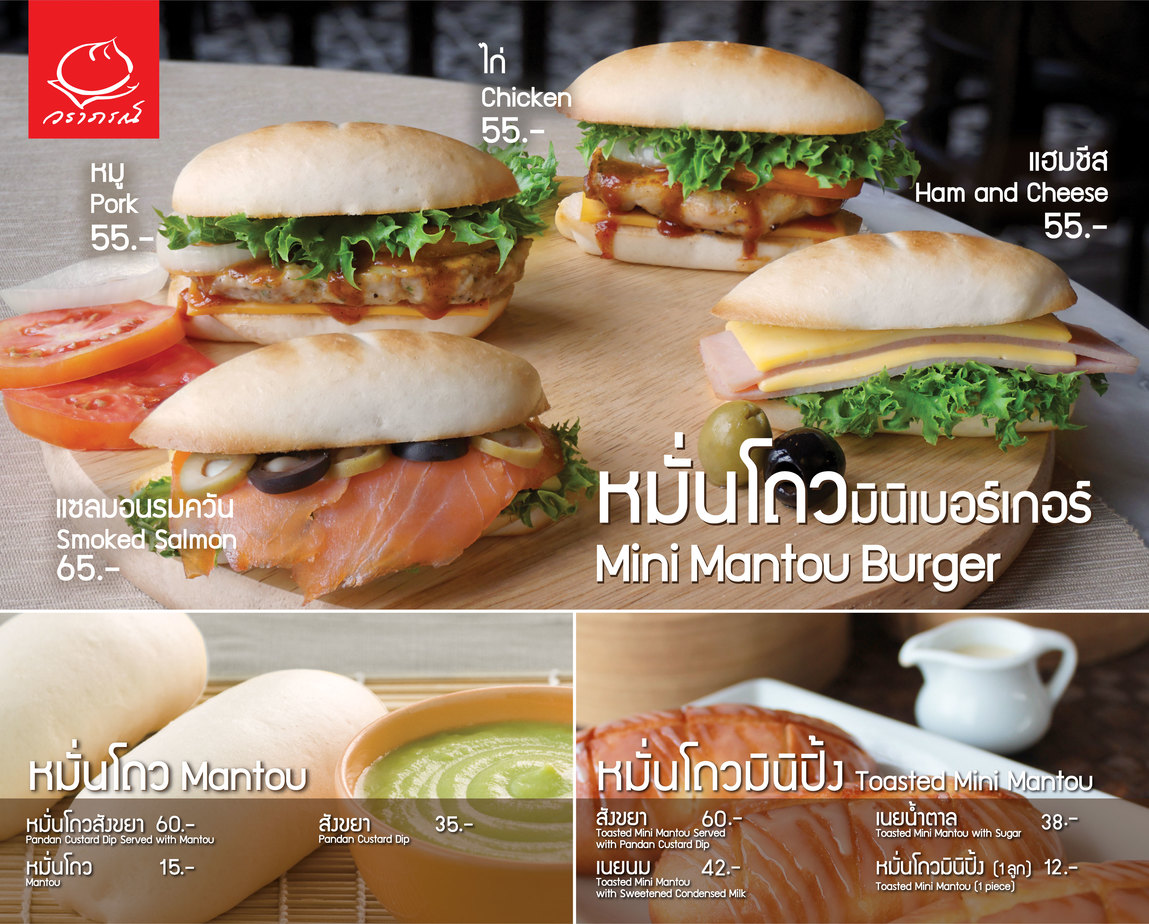 วราภรณ์
ไก่
Chicken
55.-
หมู
Pork
55.-
แฮมชีส
Ham and Cheese
55.-
แซลมอนรมควัน
Smoked Salmon
65.-
หมั่นโถวมินิเบอร์เกอร์
Mini Mantou Burger
หมั่นโถว Mantou
หมั่นโถวสังขยา 60.-
Pandan Custard Dip Served with Mantou
สังขยา 35.-
Pandan Custard Dip
หมั่นโถว 15.-
Mantou
หมั่นโถวมินิปิ้ง Toasted Mini Mantou
สังขยา 60.-
Toasted Mini Mantou Served
with Pandan Custard Dip
เนยน้ำตาล 38.-
Toasted Mini Mantou with Sugar
เนยนม 42.-
Toasted Mini Mantou
with Sweetened Condensed Milk
หมั่นโถวมินิปิ้ง (1 ลูก) 12.-
Toasted Mini Mantou (1 piece)